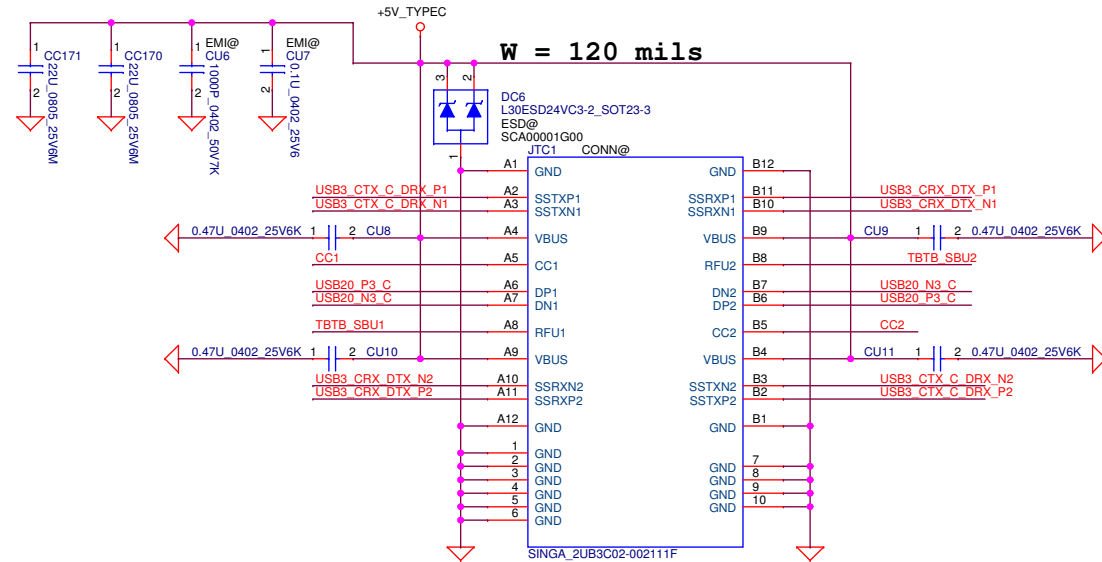 +5V_TYPEC
W = 120 mils
1 CC171 2 22U_0805_25V6M
1 CC170 2 22U_0805_25V6M
EMI@ 1 CU6 2 1000P_0402_50V7K
EMI@ 1 CU7 2 0.1U_0402_25V6
3 2 1
DC6
L30ESD24VC3-2_SOT23-3
ESD@
SCA00001G00
JTC1 CONN@
A1 GND GND B12
USB3_CTX_C_DRX_P1 A2 SSTXP1 SSRXP1 B11 USB3_CRX_DTX_P1
USB3_CTX_C_DRX_N1 A3 SSTXN1 SSRXN1 B10 USB3_CRX_DTX_N1
0.47U_0402_25V6K 1 2 CU8 A4 VBUS VBUS B9 CU9 1 2 0.47U_0402_25V6K
CC1 A5 CC1 RFU2 B8 TBTB_SBU2
USB20_P3_C A6 DP1 DN2 B7 USB20_N3_C
USB20_N3_C A7 DN1 DP2 B6 USB20_P3_C
TBTB_SBU1 A8 RFU1 CC2 B5 CC2
0.47U_0402_25V6K 1 2 CU10 A9 VBUS VBUS B4 CU11 1 2 0.47U_0402_25V6K
USB3_CRX_DTX_N2 A10 SSRXN2 SSTXN2 B3 USB3_CTX_C_DRX_N2
USB3_CRX_DTX_P2 A11 SSRXP2 SSTXP2 B2 USB3_CTX_C_DRX_P2
A12 GND GND B1
1 GND
2 GND GND 7
3 GND GND 8
4 GND GND 9
5 GND GND 10
6 GND
SINGA_2UB3C02-002111F